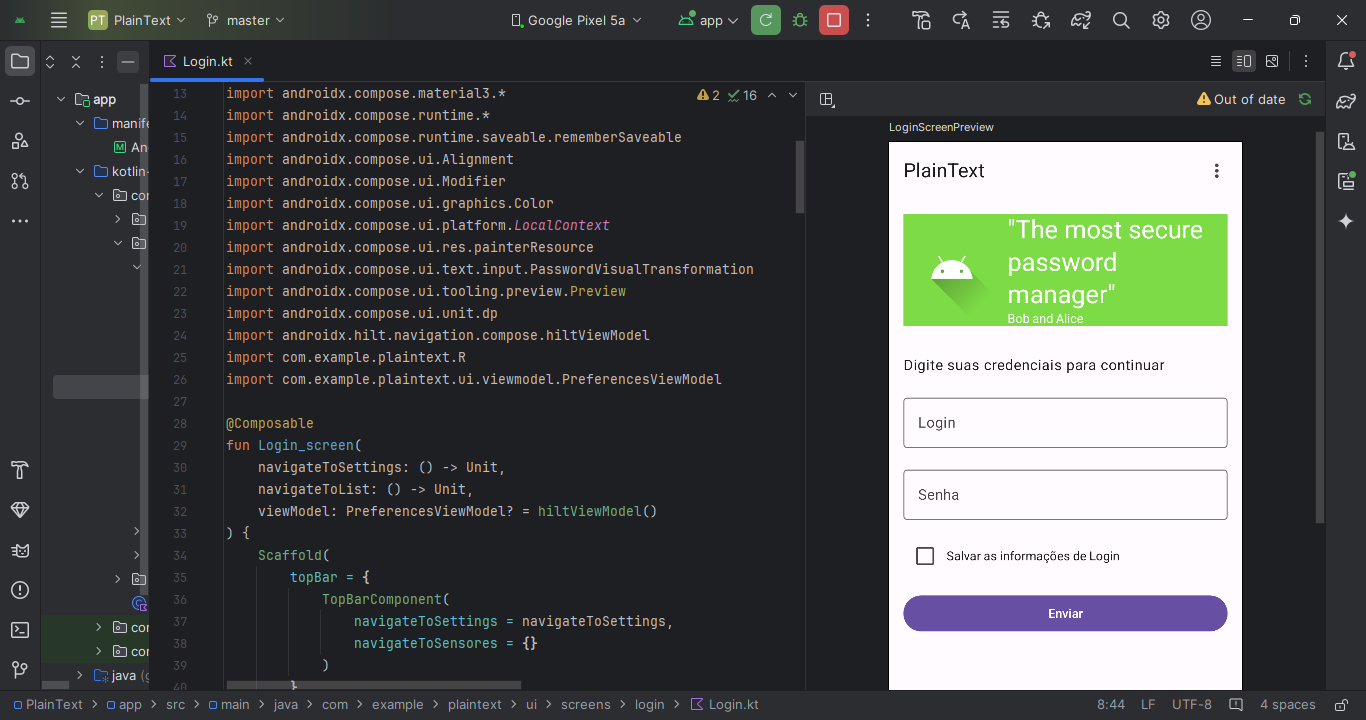 PT PlainText master Google Pixel 5a app
Login.kt
app
manife
M An
kotlin-
co
co
co
java (g
2 16
13 import androidx.compose.material3.*
14 import androidx.compose.runtime.*
15 import androidx.compose.runtime.saveable.rememberSaveable
16 import androidx.compose.ui.Alignment
17 import androidx.compose.ui.Modifier
18 import androidx.compose.ui.graphics.Color
19 import androidx.compose.ui.platform.LocalContext
20 import androidx.compose.ui.res.painterResource
21 import androidx.compose.ui.text.input.PasswordVisualTransformation
22 import androidx.compose.ui.tooling.preview.Preview
23 import androidx.compose.ui.unit.dp
24 import androidx.hilt.navigation.compose.hiltViewModel
25 import com.example.plaintext.R
26 import com.example.plaintext.ui.viewmodel.PreferencesViewModel
27
28 @Composable
29 fun Login_screen(
30 navigateToSettings: () -> Unit,
31 navigateToList: () -> Unit,
32 viewModel: PreferencesViewModel? = hiltViewModel()
33 ) {
34 Scaffold(
35 topBar = {
36 TopBarComponent(
37 navigateToSettings = navigateToSettings,
38 navigateToSensores = {}
39 )
40 }
Out of date
LoginScreenPreview
PlainText
"The most secure
password
manager"
Bob and Alice
Digite suas credenciais para continuar
Login
Senha
Salvar as informações de Login
Enviar
PlainText > app > src > main > java > com > example > plaintext > ui > screens > login > Login.kt 8:44 LF UTF-8 4 spaces